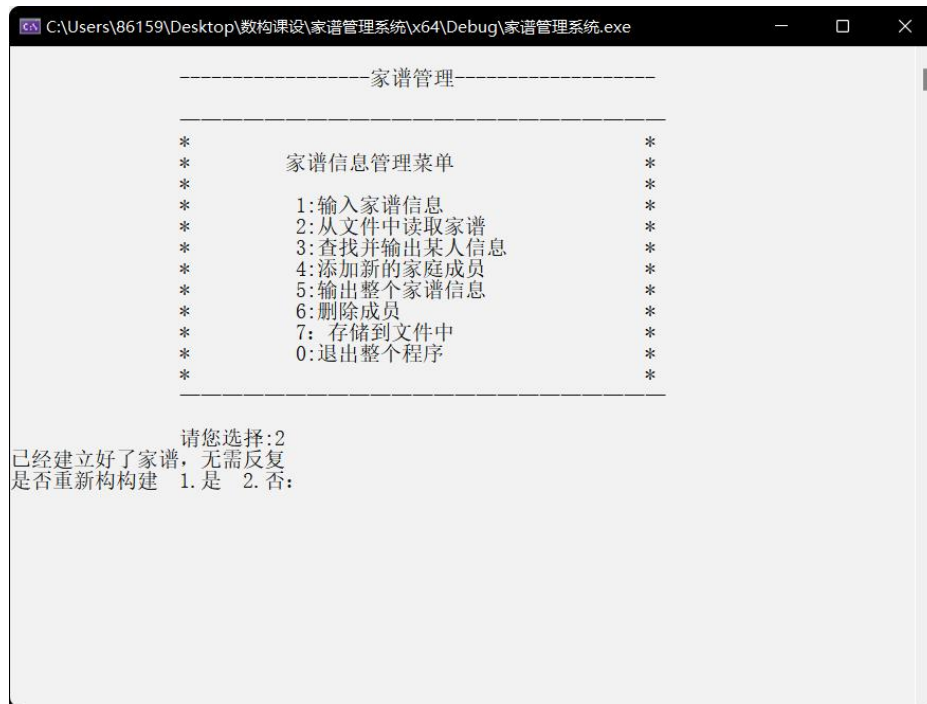 C:\Users\86159\Desktop\数构课设\家谱管理系统\x64\Debug\家谱管理系统.exe
------------------家谱管理-------------------
———————————————————————
* *
* 家谱信息管理菜单 *
* *
* 1:输入家谱信息 *
* 2:从文件中读取家谱 *
* 3:查找并输出某人信息 *
* 4:添加新的家庭成员 *
* 5:输出整个家谱信息 *
* 6:删除成员 *
* 7：存储到文件中 *
* 0:退出整个程序 *
* *
———————————————————————
请您选择:2
已经建立好了家谱，无需反复
是否重新构构建 1.是 2.否：